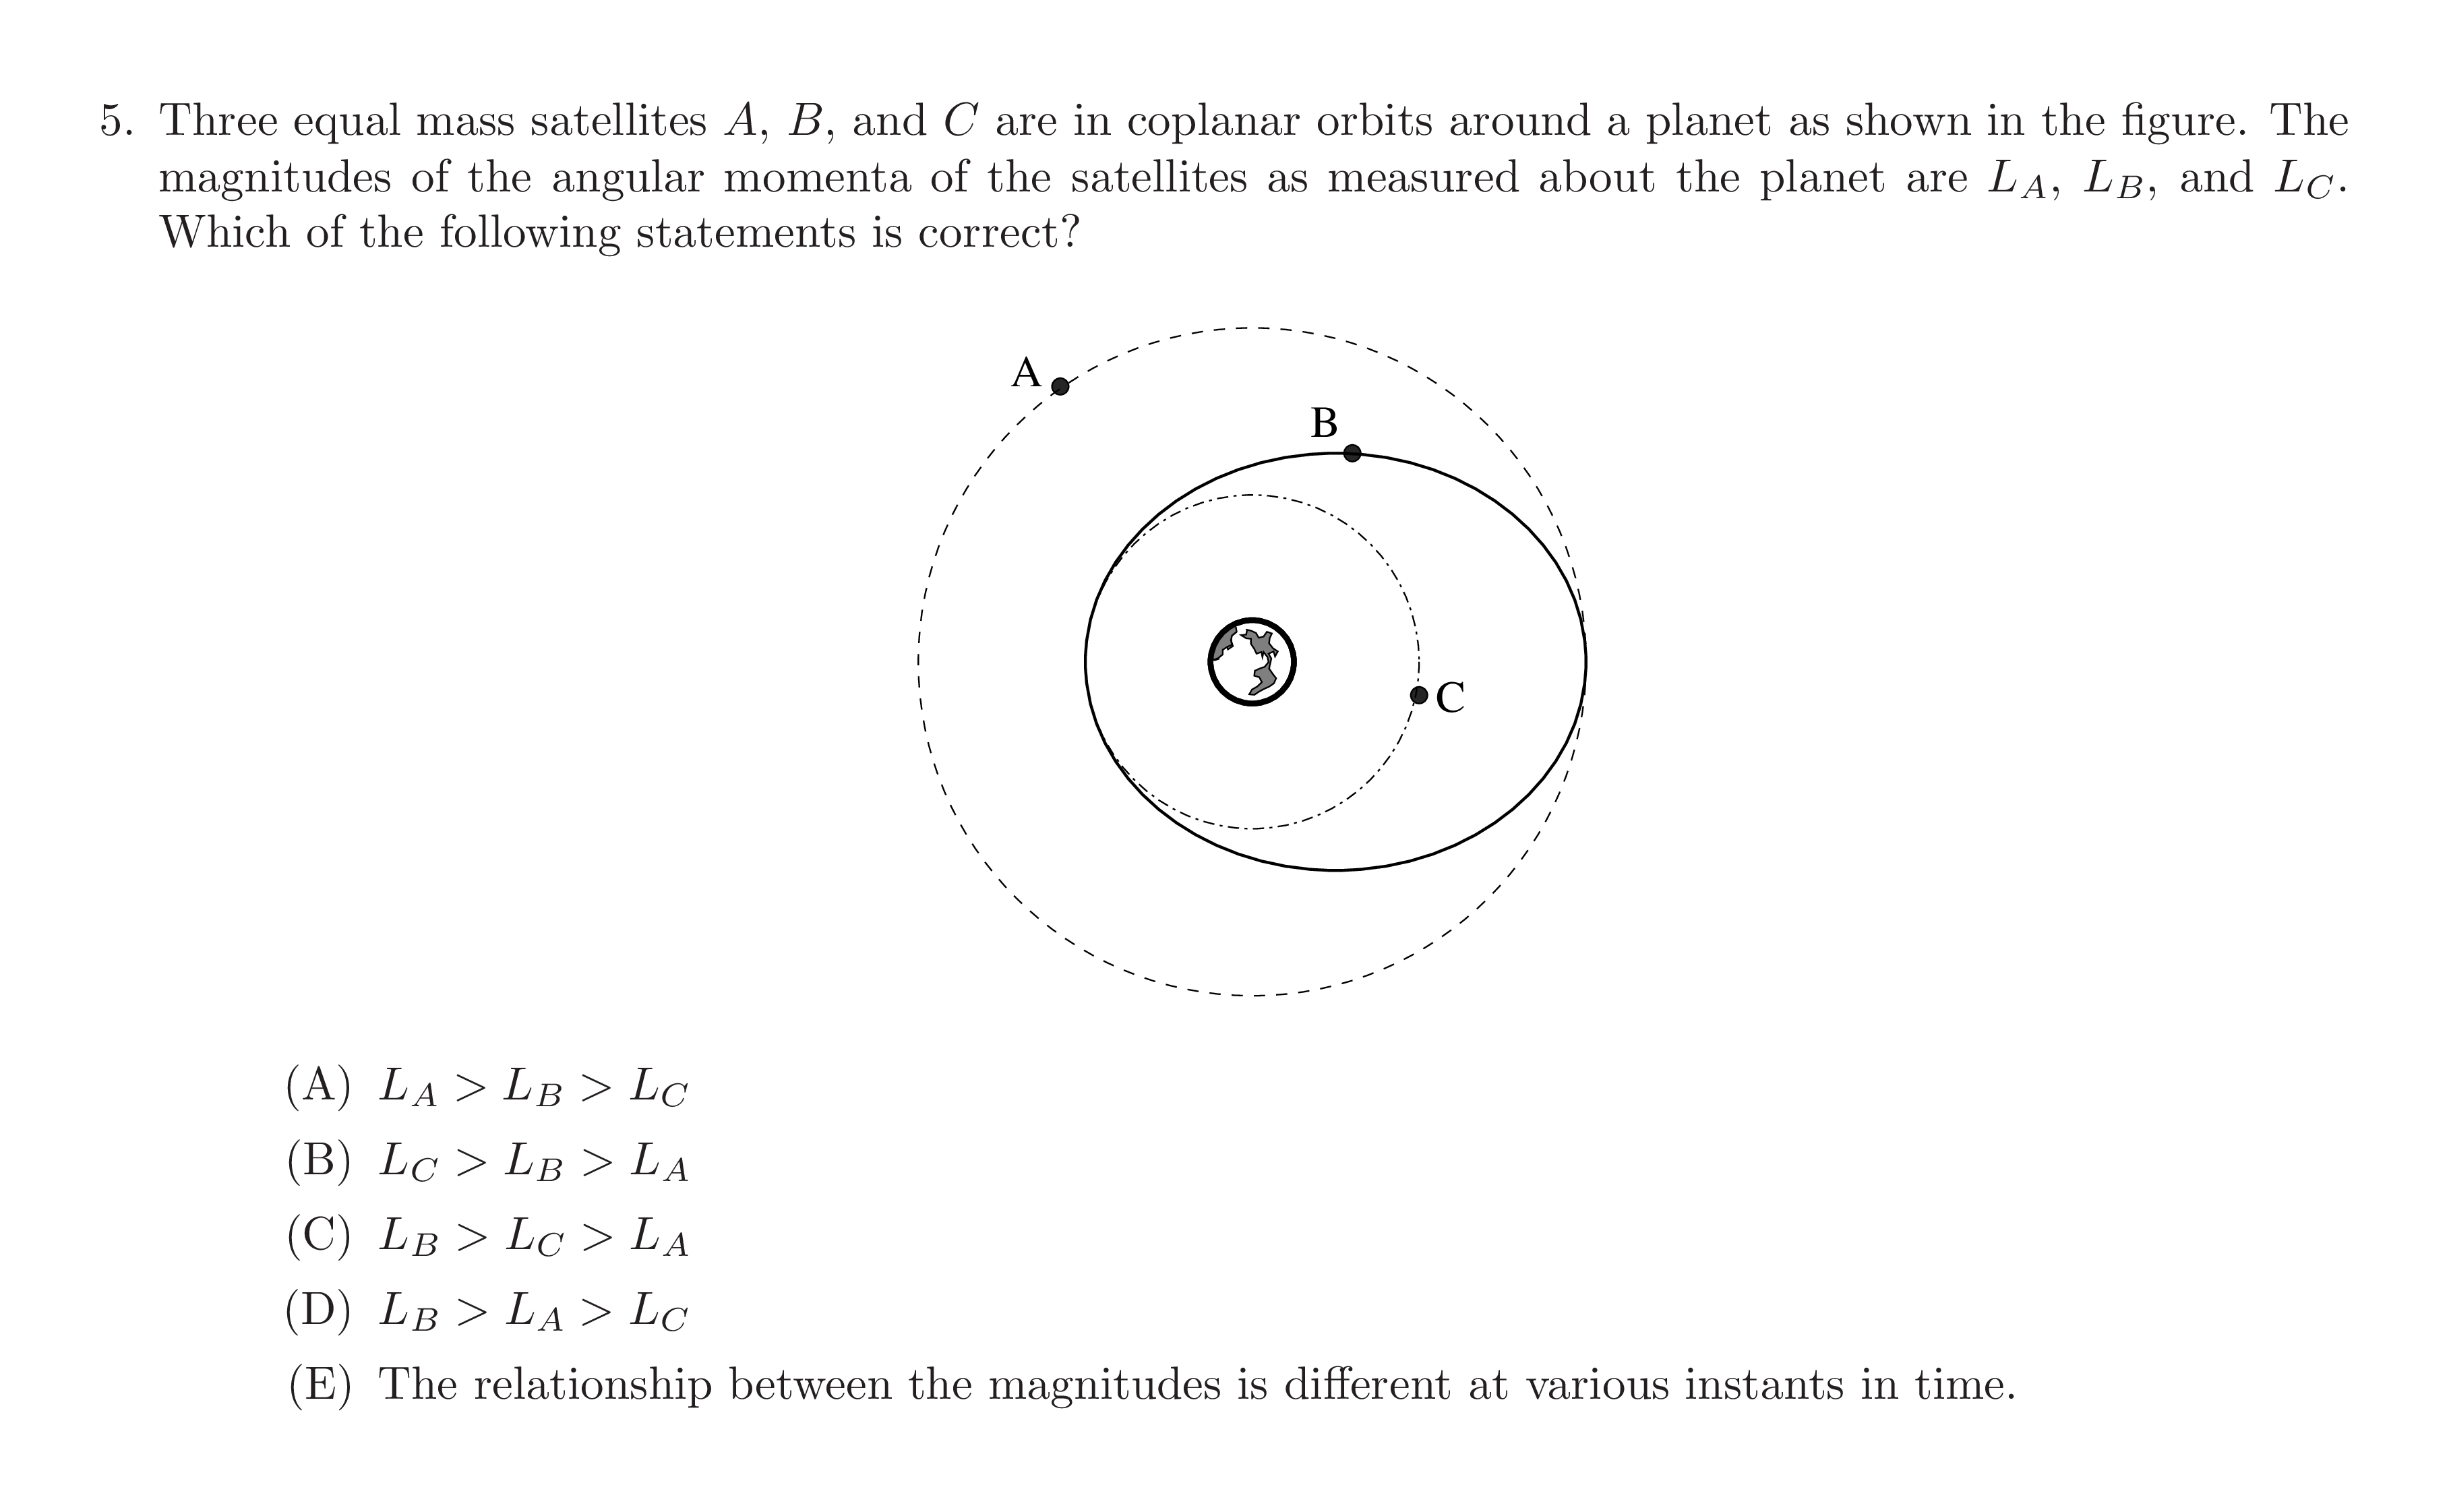 5. Three equal mass satellites A, B, and C are in coplanar orbits around a planet as shown in the figure. The
magnitudes of the angular momenta of the satellites as measured about the planet are L_A, L_B, and L_C.
Which of the following statements is correct?
A
B
C
(A) L_A > L_B > L_C
(B) L_C > L_B > L_A
(C) L_B > L_C > L_A
(D) L_B > L_A > L_C
(E) The relationship between the magnitudes is different at various instants in time.